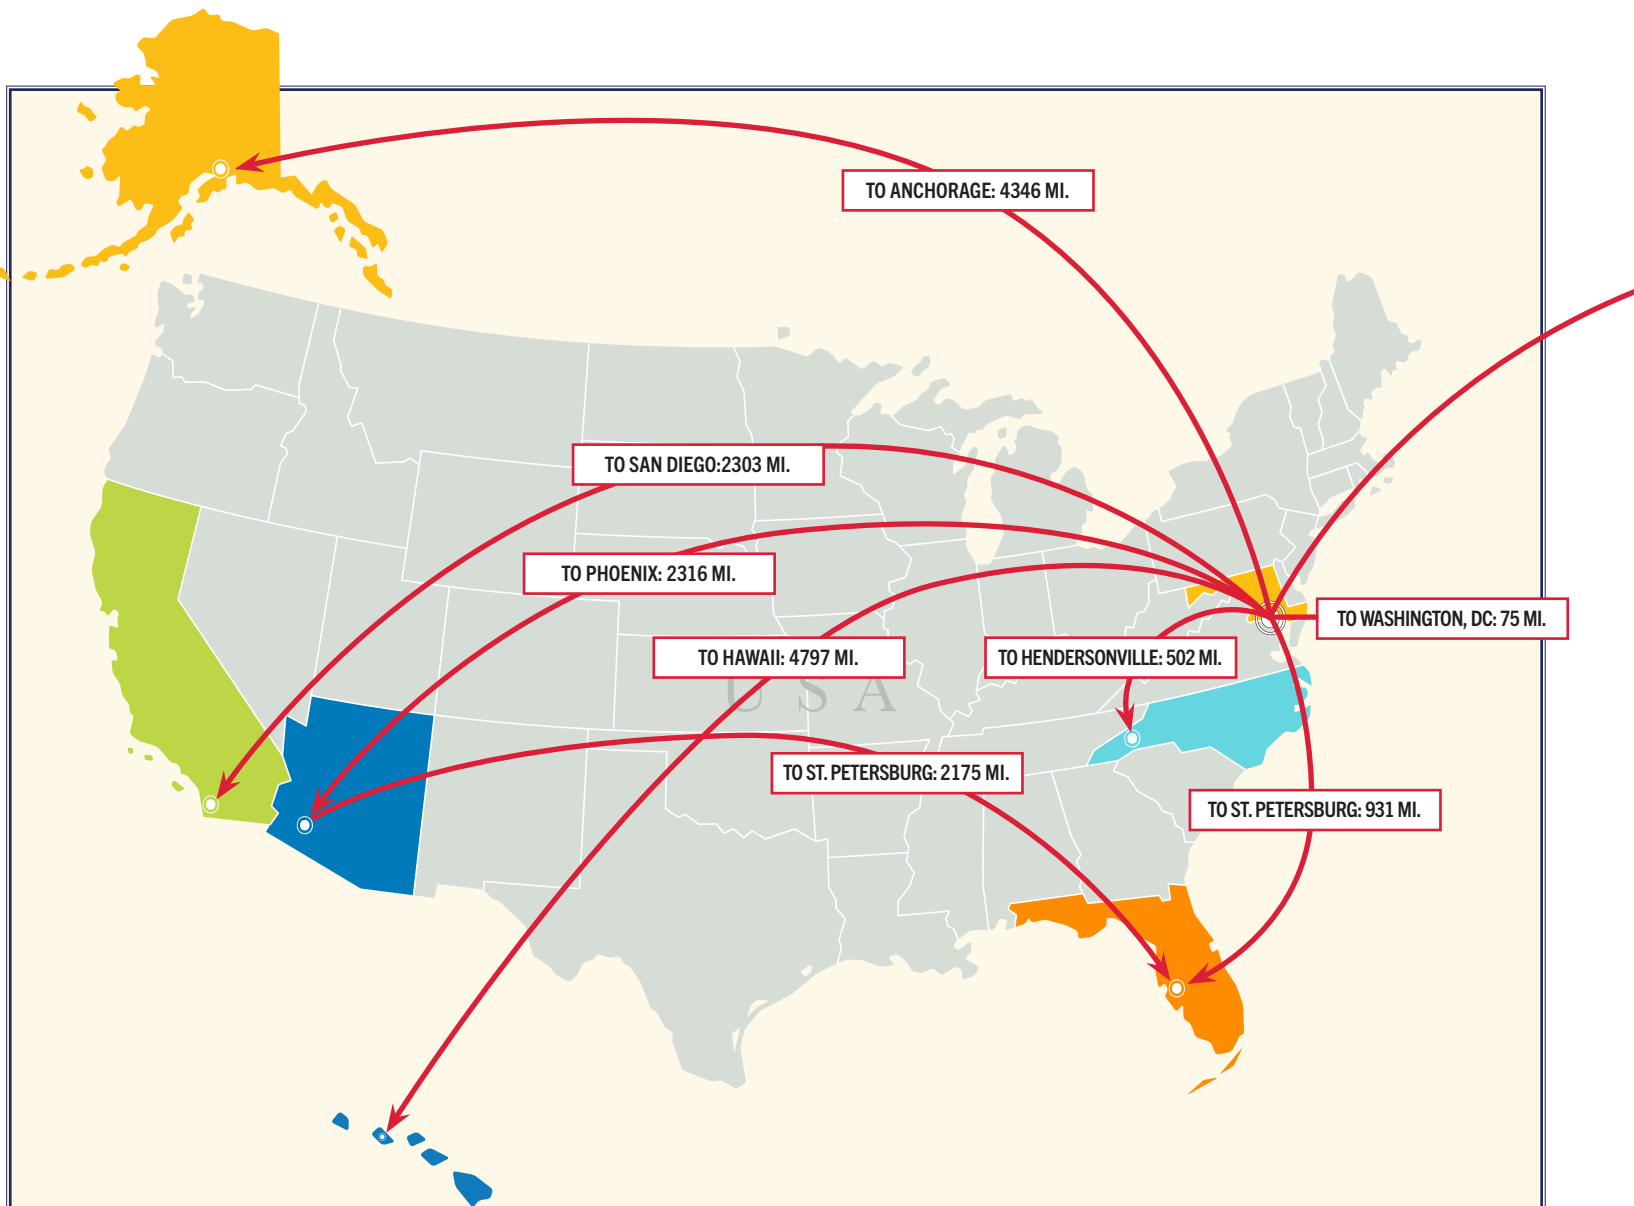 TO ANCHORAGE: 4346 MI.
TO SAN DIEGO:2303 MI.
TO PHOENIX: 2316 MI.
TO WASHINGTON, DC: 75 MI.
TO HAWAII: 4797 MI.
TO HENDERSONVILLE: 502 MI.
USA
TO ST. PETERSBURG: 2175 MI.
TO ST. PETERSBURG: 931 MI.